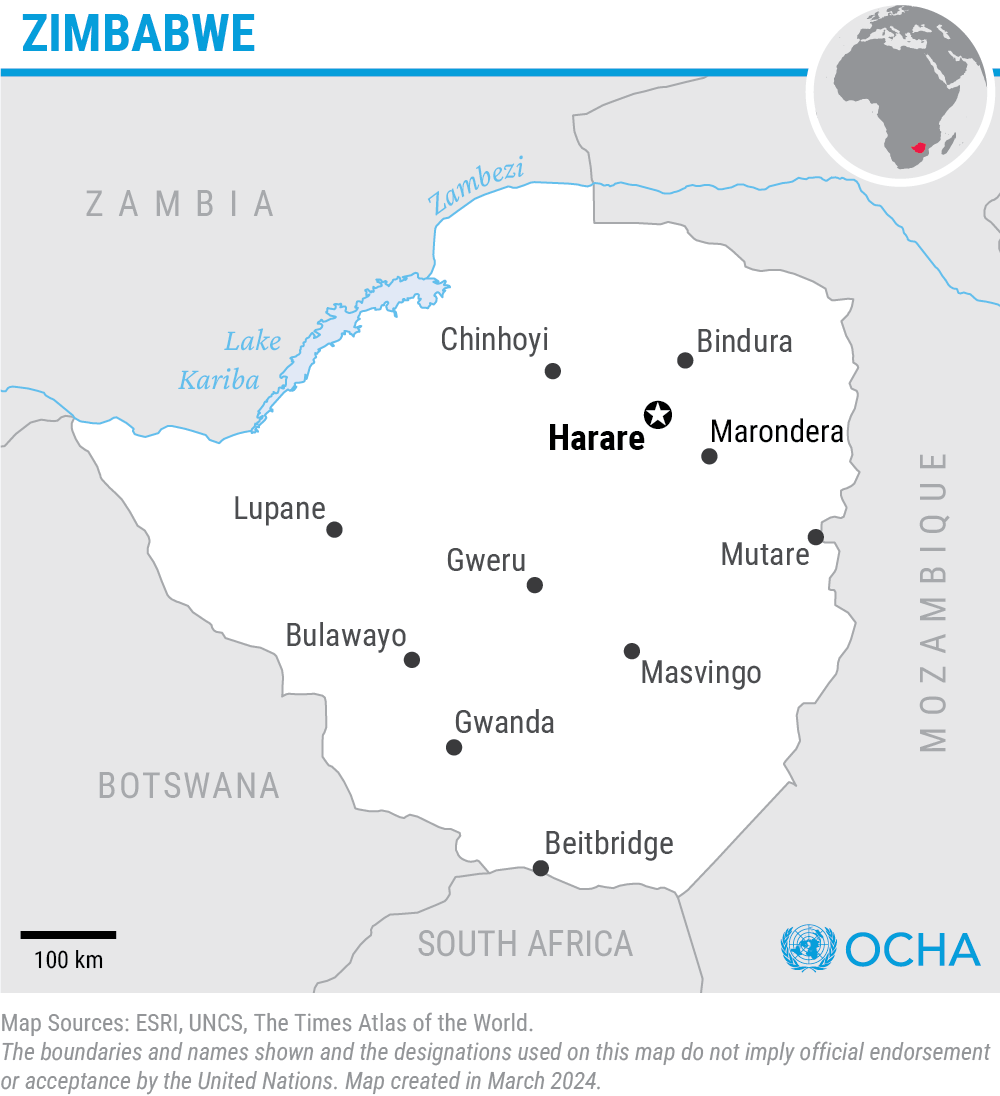 ZIMBABWE
ZAMBIA
Zambezi
Lake
Kariba
Chinhoyi
Bindura
Harare
Marondera
Lupane
Gweru
Mutare
MOZAMBIQUE
Bulawayo
Masvingo
Gwanda
BOTSWANA
Beitbridge
SOUTH AFRICA
100 km
OCHA
Map Sources: ESRI, UNCS, The Times Atlas of the World.
The boundaries and names shown and the designations used on this map do not imply official endorsement
or acceptance by the United Nations. Map created in March 2024.